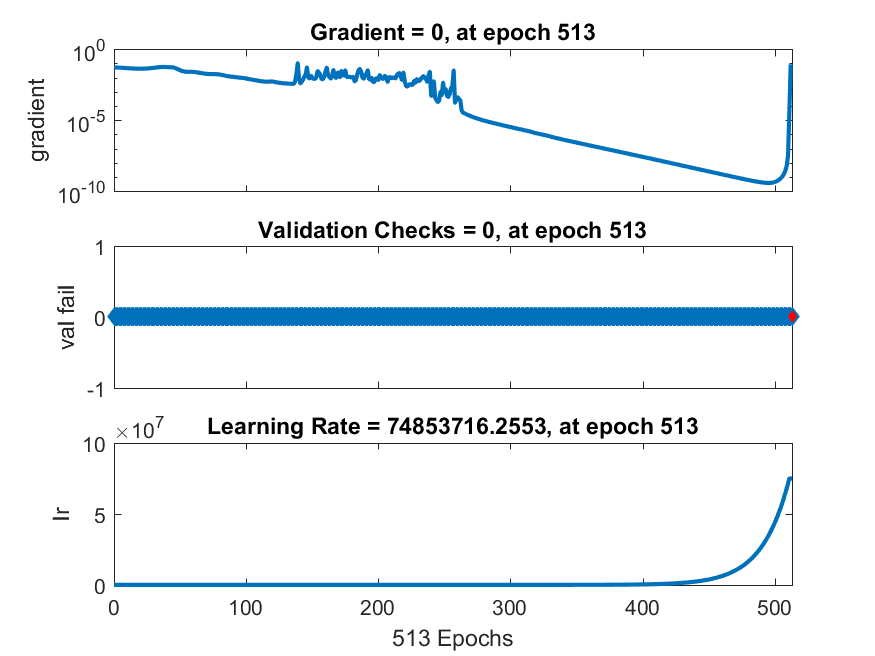 Gradient = 0, at epoch 513
10^0
10^-5
10^-10
gradient
Validation Checks = 0, at epoch 513
1
0
-1
val fail
Learning Rate = 74853716.2553, at epoch 513
×10^7
10
5
0
lr
0 100 200 300 400 500
513 Epochs